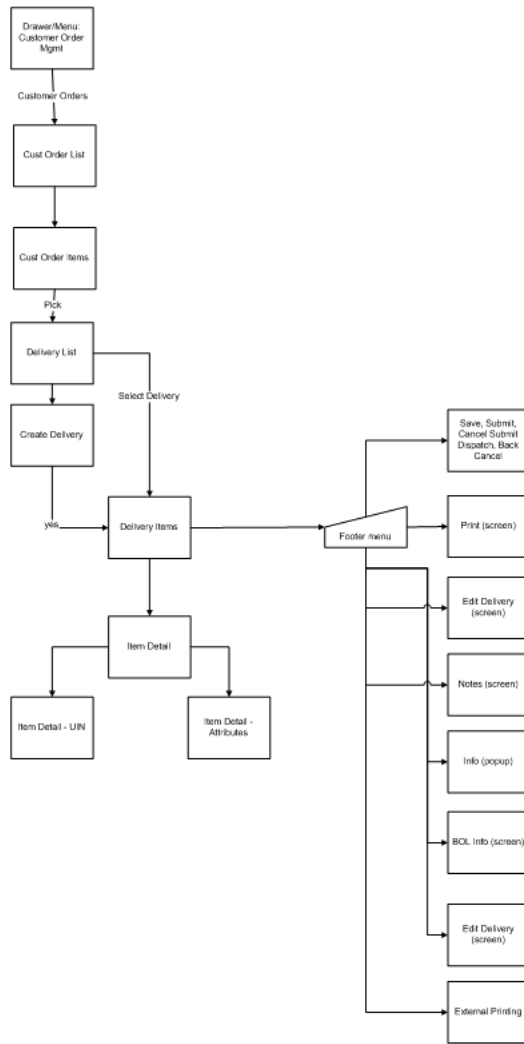 Drawer/Menu:
Customer Order
Mgmt
Customer Orders
Cust Order List
Cust Order Items
Pick
Delivery List
Select Delivery
Create Delivery
yes
Delivery Items
Footer menu
Save, Submit,
Cancel Submit
Dispatch, Back
Cancel
Print (screen)
Edit Delivery
(screen)
Item Detail
Notes (screen)
Item Detail - UIN
Item Detail -
Attributes
Info (popup)
BOL Info (screen)
Edit Delivery
(screen)
External Printing